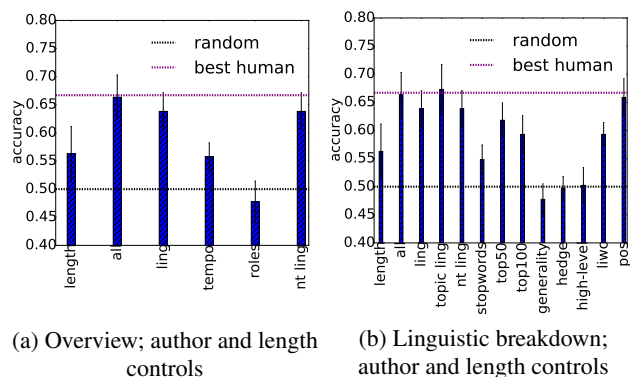 0.80
0.75
0.70
0.65
0.60
0.55
0.50
0.45
0.40
accuracy
random
best human
length
all
ling
tempo
roles
nt ling
(a) Overview; author and length
controls
0.80
0.75
0.70
0.65
0.60
0.55
0.50
0.45
0.40
accuracy
random
best human
length
all
ling
topic ling
nt ling
stopwords
top50
top100
generality
hedge
high-level
liwc
pos
(b) Linguistic breakdown;
author and length controls